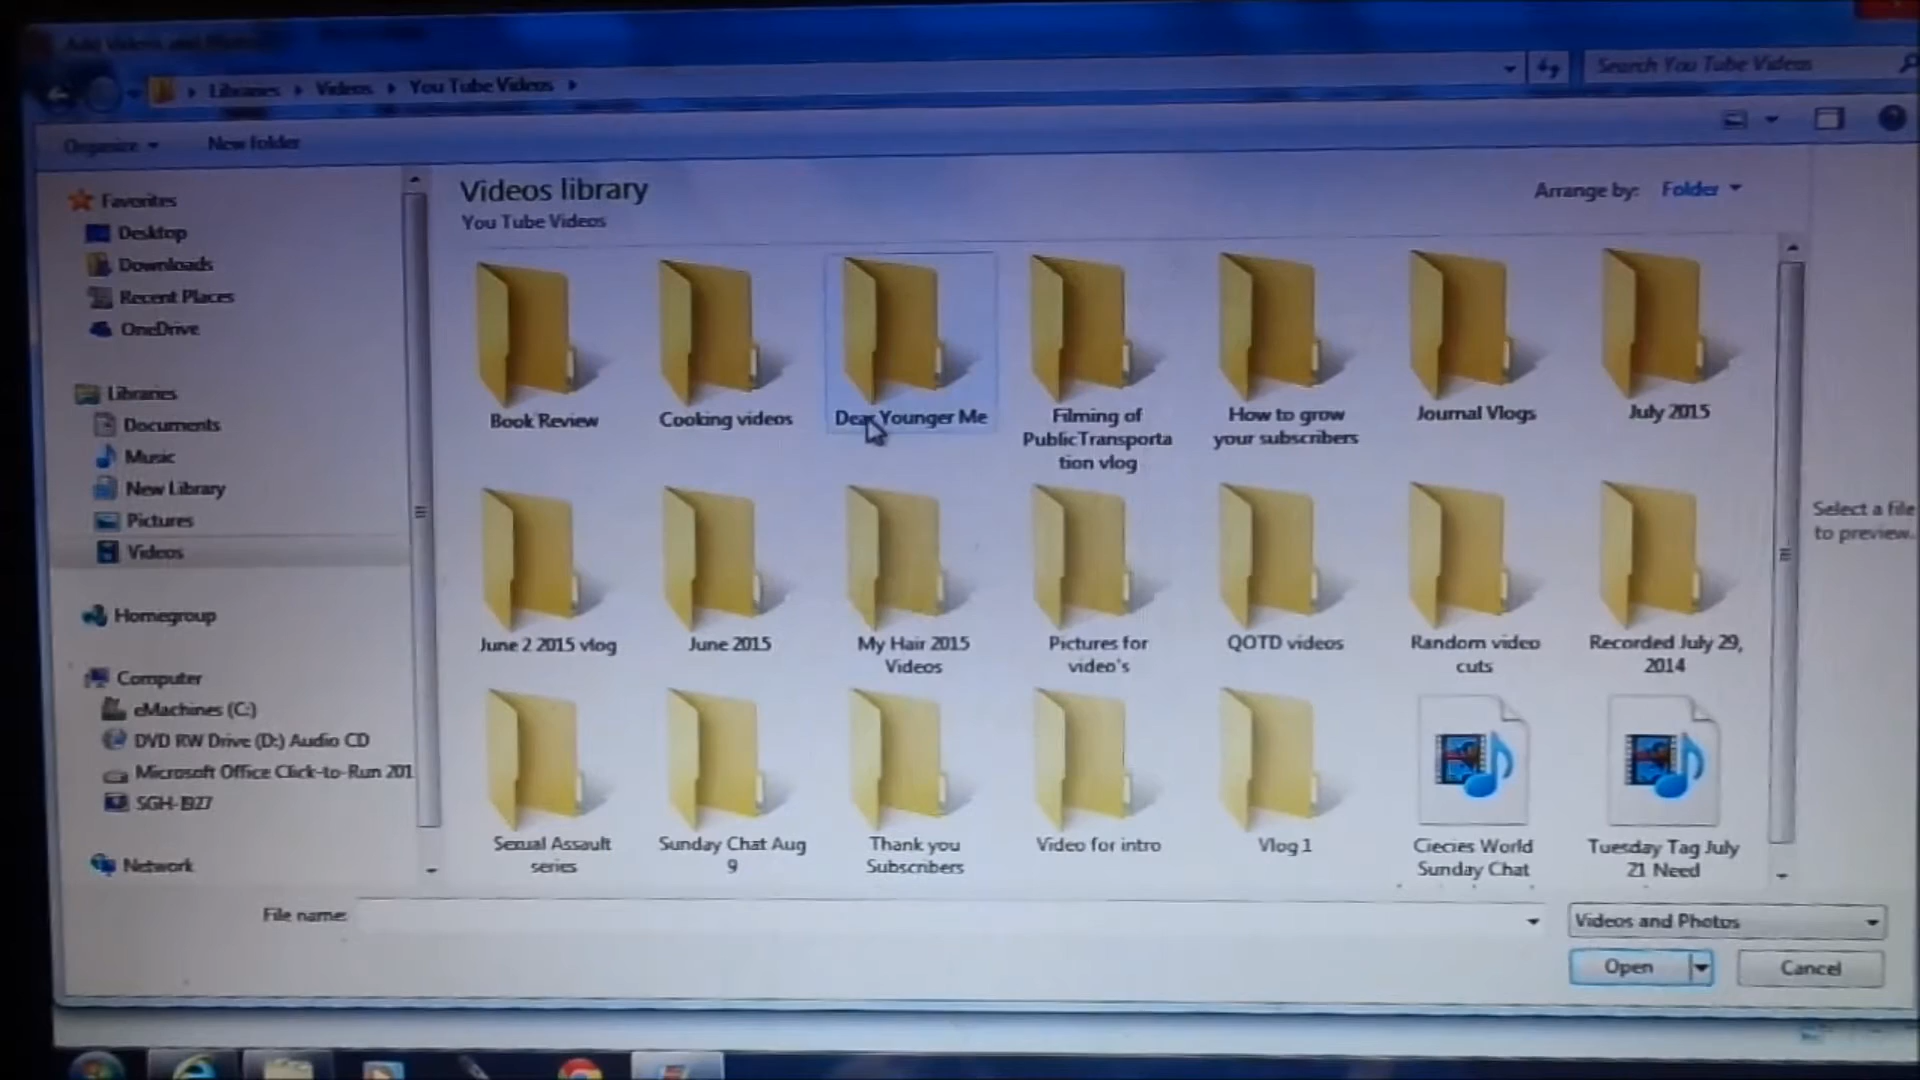 Add Videos and
Libraries
Videos
You Tube Videos
Search You Tube Videos
Organize
New folder
Videos library
You Tube Videos
Arrange by:
Folder
Favorites
Desktop
Downloads
Recent Places
OneDrive
Libraries
Documents
Music
New Library
Pictures
Videos
Homegroup
Computer
eMachines (C:)
DVD RW Drive (D:) Audio CD
Microsoft Office Click-to-Run 201
SGH-I927
Network
Book Review
Cooking videos
Dear Younger Me
Filming of
PublicTransporta
tion vlog
How to grow
your subscribers
Journal Vlogs
July 2015
June 2 2015 vlog
June 2015
My Hair 2015
Videos
Pictures for
video's
QOTD videos
Random video
cuts
Recorded July 29,
2014
Sexual Assault
series
Sunday Chat Aug
9
Thank you
Subscribers
Video for intro
Vlog 1
Ciecies World
Sunday Chat
Tuesday Tag July
21 Need
Select a file
to preview.
File name:
Videos and Photos
Open
Cancel